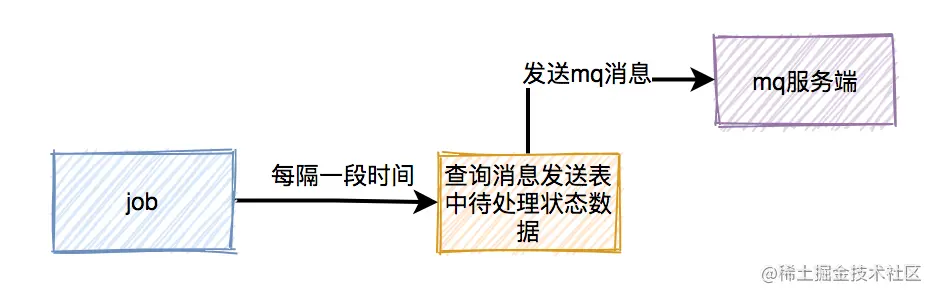 发送mq消息
mq服务端
job
每隔一段时间
查询消息发送表
中待处理状态数
据
@稀土掘金技术社区